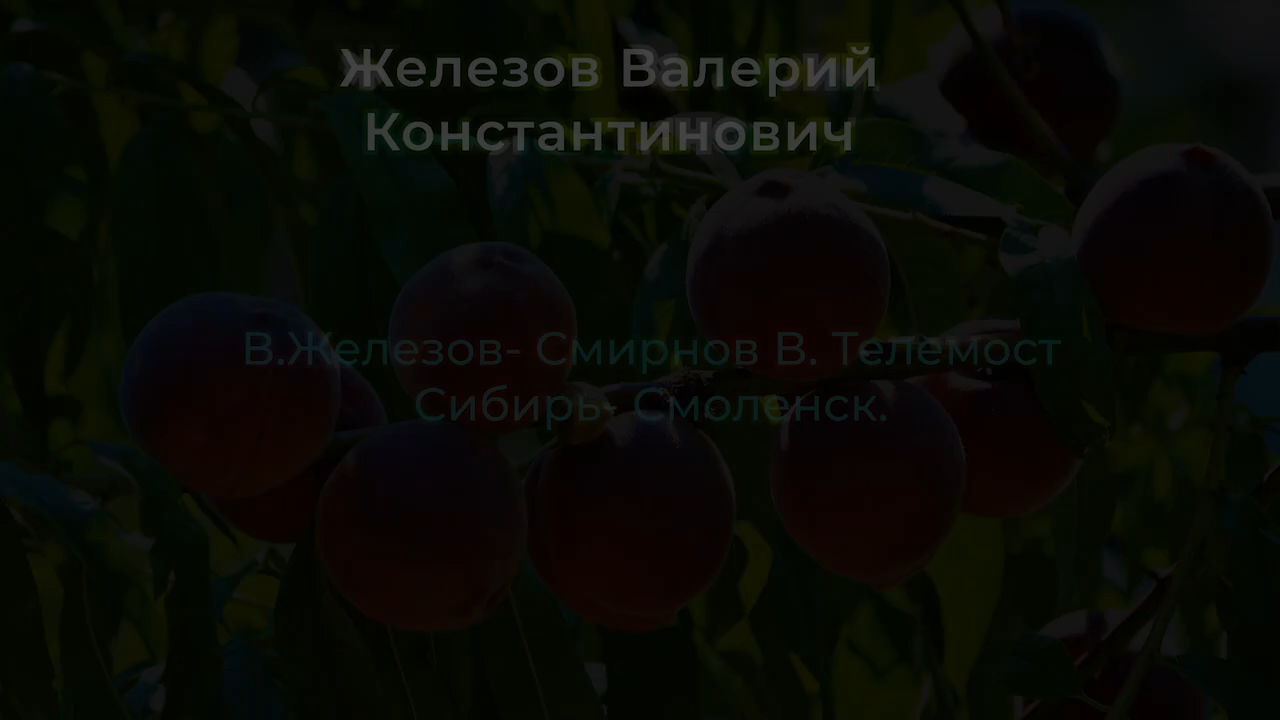 Железов Валерий
Константинович
В.Железов- Смирнов В. Телемост
Сибирь- Смоленск.